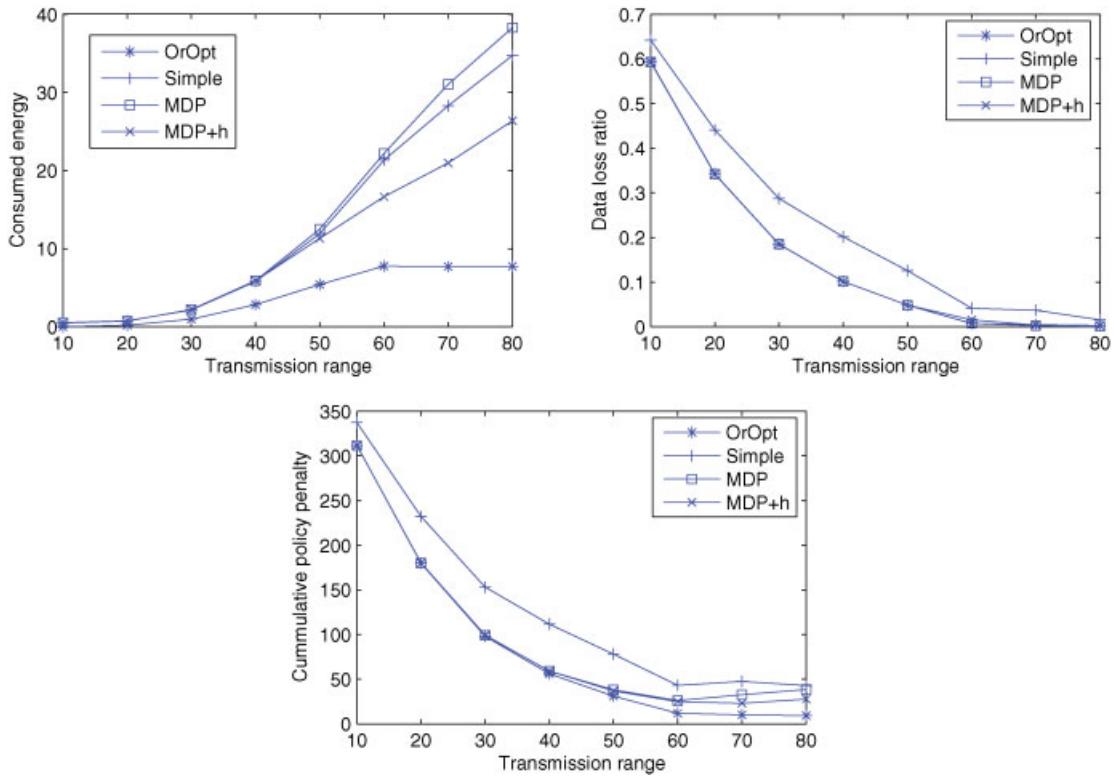 40
30
20
10
0
Consumed energy
OrOpt
Simple
MDP
MDP+h
10 20 30 40 50 60 70 80
Transmission range
0.7
0.6
0.5
0.4
0.3
0.2
0.1
0
Data loss ratio
OrOpt
Simple
MDP
MDP+h
10 20 30 40 50 60 70 80
Transmission range
350
300
250
200
150
100
50
0
Cummulative policy penalty
OrOpt
Simple
MDP
MDP+h
10 20 30 40 50 60 70 80
Transmission range